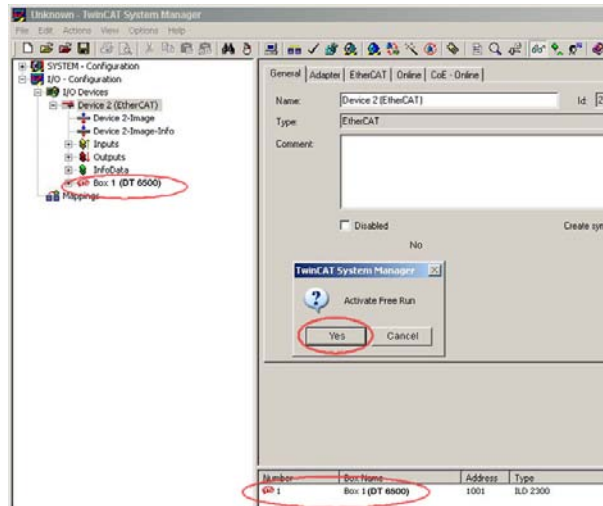 Unknown - TwinCAT System Manager
File Edit Actions View Options Help
SYSTEM - Configuration
I/O - Configuration
I/O Devices
Device 2 (EtherCAT)
Device 2-Image
Device 2-Image-Info
Inputs
Outputs
InfoData
Box 1 (DT 6500)
Mappings
General Adapter EtherCAT Online CoE - Online
Name: Device 2 (EtherCAT) Id: 2
Type: EtherCAT
Comment:
Disabled Create sym
No
TwinCAT System Manager
Activate Free Run
Yes Cancel
Number Box Name Address Type
1 Box 1 (DT 6500) 1001 ILD 2300